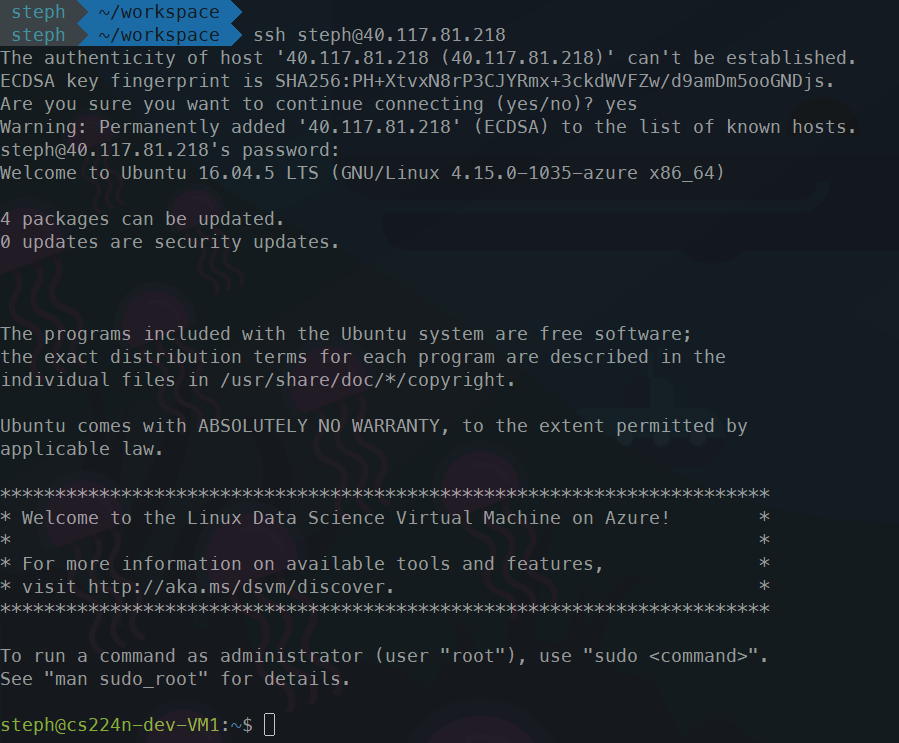 steph ~/workspace
steph ~/workspace ssh steph@40.117.81.218
The authenticity of host '40.117.81.218 (40.117.81.218)' can't be established.
ECDSA key fingerprint is SHA256:PH+XtvxN8rP3CJYRmx+3ckdWVFZw/d9amDm5ooGNDjs.
Are you sure you want to continue connecting (yes/no)? yes
Warning: Permanently added '40.117.81.218' (ECDSA) to the list of known hosts.
steph@40.117.81.218's password:
Welcome to Ubuntu 16.04.5 LTS (GNU/Linux 4.15.0-1035-azure x86_64)
4 packages can be updated.
0 updates are security updates.
The programs included with the Ubuntu system are free software;
the exact distribution terms for each program are described in the
individual files in /usr/share/doc/*/copyright.
Ubuntu comes with ABSOLUTELY NO WARRANTY, to the extent permitted by
applicable law.
**********************************************************************
* Welcome to the Linux Data Science Virtual Machine on Azure!        *
*                                                                    *
* For more information on available tools and features,              *
* visit http://aka.ms/dsvm/discover.                                 *
**********************************************************************
To run a command as administrator (user "root"), use "sudo <command>".
See "man sudo_root" for details.
steph@cs224n-dev-VM1:~$